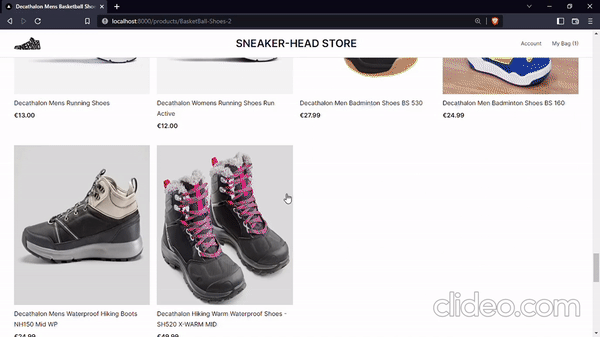 Decathalon Mens Basketball Sho
localhost:8000/products/BasketBall-Shoes-2
SNEAKER-HEAD STORE
Account
My Bag (1)
Decathalon Mens Running Shoes
€13.00
Decathalon Womens Running Shoes Run
Active
€12.00
Decathalon Men Badminton Shoes BS 530
€27.99
Decathalon Men Badminton Shoes BS 160
€24.99
Decathalon Mens Waterproof Hiking Boots
NH150 Mid WP
€24.99
Decathalon Hiking Warm Waterproof Shoes -
SH520 X-WARM MID
€49.99
clideo.com